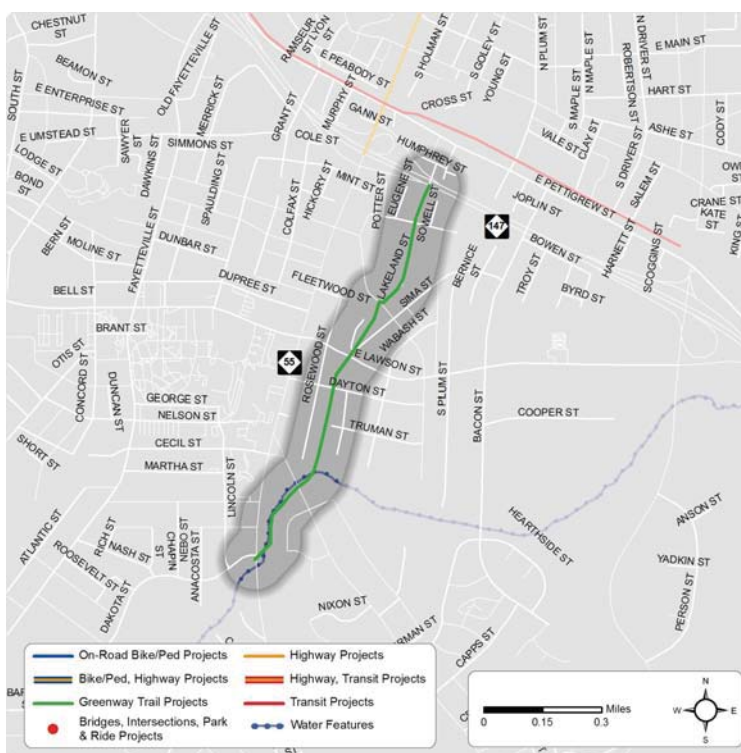 CHESTNUT ST
BEAMON ST
SOUTH ST
E ENTERPRISE ST
OLD FAYETTEVILLE ST
RAMSEUR ST
LYON ST
E PEABODY ST
S HOLMAN ST
S GOLEY ST
YOUNG ST
N PLUM ST
S MAPLE ST
N MAPLE ST
N DRIVER ST
ROBERTSON ST
E MAIN ST
HART ST
E UMSTEAD ST
SAWYER ST
DAWKINS ST
MERRICK ST
SIMMONS ST
GRANT ST
MURPHY ST
COLE ST
GANN ST
CROSS ST
VALE ST
CLAY ST
S DRIVER ST
ASHE ST
CODY ST
LODGE ST
BOND ST
SPAULDING ST
COLFAX ST
HICKORY ST
MINT ST
POTTER ST
EUGENE ST
HUMPHREY ST
SOWELL ST
E PETTIGREW ST
SALEM ST
CRANE ST
KATE ST
KING ST
BERN ST
MOLINE ST
FAYETTEVILLE ST
DUNBAR ST
147
JOPLIN ST
BOWEN ST
HARNETT ST
SCOGGINS ST
BELL ST
DUPREE ST
FLEETWOOD ST
LAKELAND ST
SIMA ST
BERNICE ST
TROY ST
BYRD ST
BRANT ST
OTIS ST
CONCORD ST
DUNCAN ST
55
ROSEWOOD ST
WABASH ST
E LAWSON ST
DAYTON ST
S PLUM ST
BACON ST
COOPER ST
GEORGE ST
NELSON ST
TRUMAN ST
SHORT ST
CECIL ST
MARTHA ST
LINCOLN ST
ATLANTIC ST
RICH ST
NASH ST
ROOSEVELT ST
CHAPIN ST
NEBO ST
ANACOSTA ST
DAKOTA ST
HEARTHSIDE ST
ANSON ST
YADKIN ST
PERSON ST
NIXON ST
CAPPS ST
On-Road Bike/Ped Projects
Highway Projects
Bike/Ped, Highway Projects
Highway, Transit Projects
Greenway Trail Projects
Transit Projects
Bridges, Intersections, Park
& Ride Projects
Water Features
Miles
0 0.15 0.3
N
W E
S